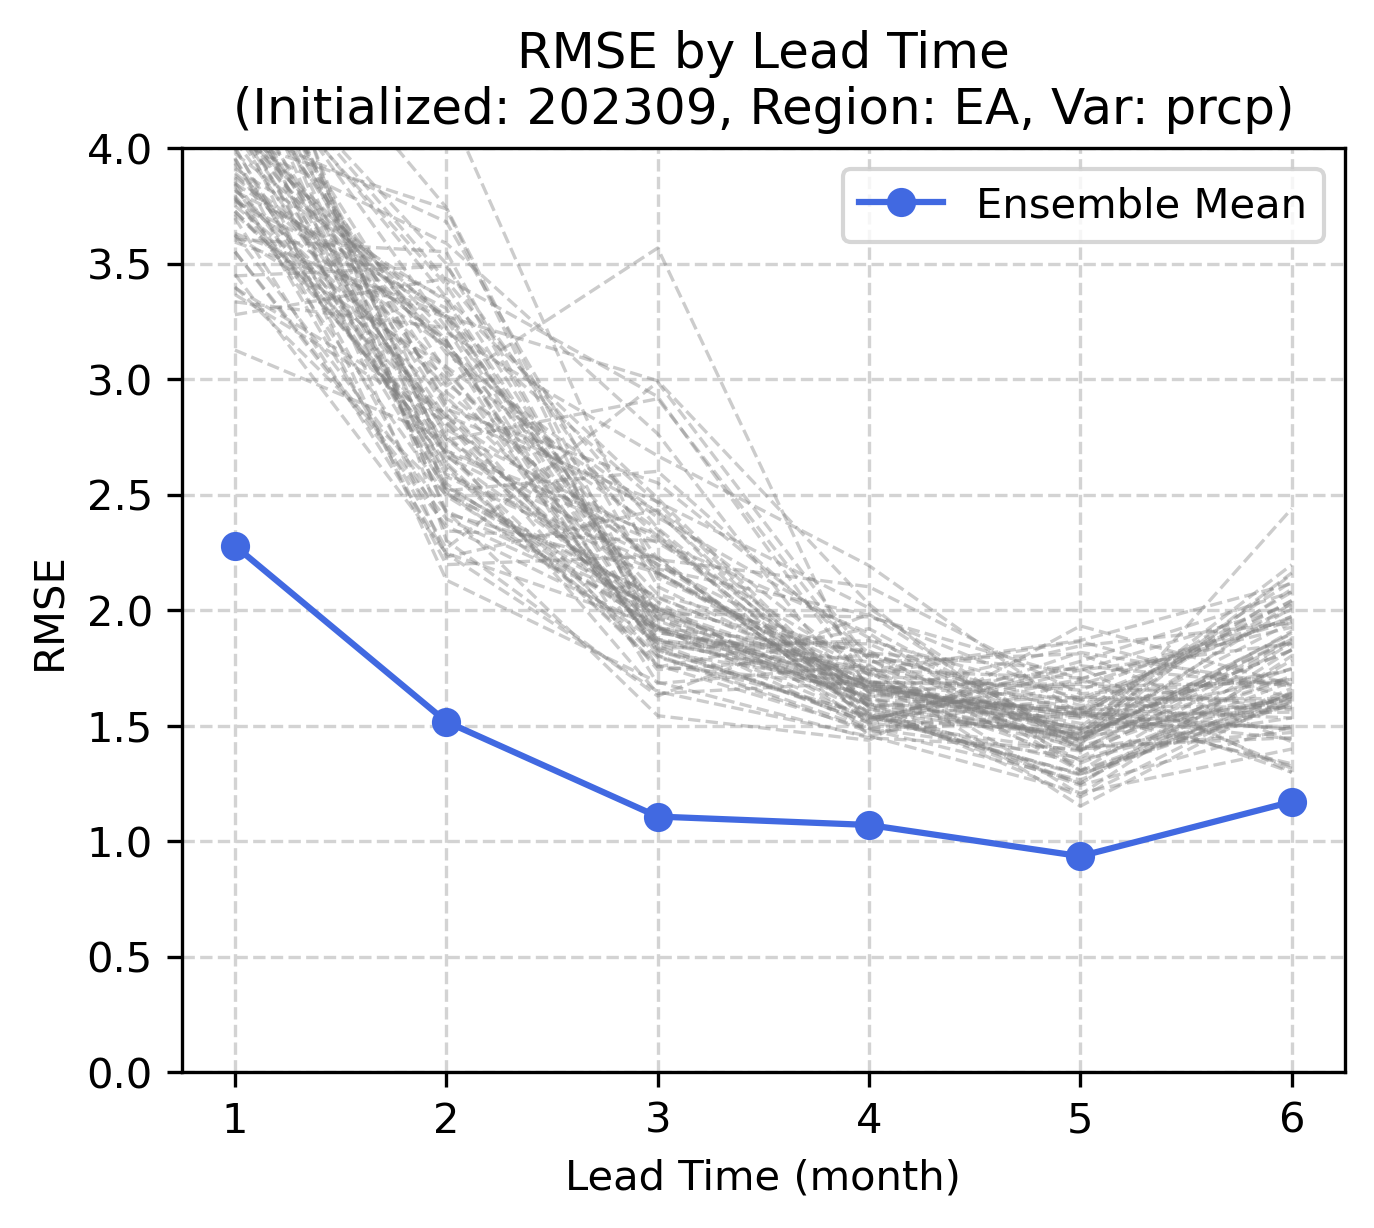 RMSE by Lead Time
(Initialized: 202309, Region: EA, Var: prcp)
4.0
3.5
3.0
2.5
2.0
1.5
1.0
0.5
0.0
RMSE
Ensemble Mean
1 2 3 4 5 6
Lead Time (month)